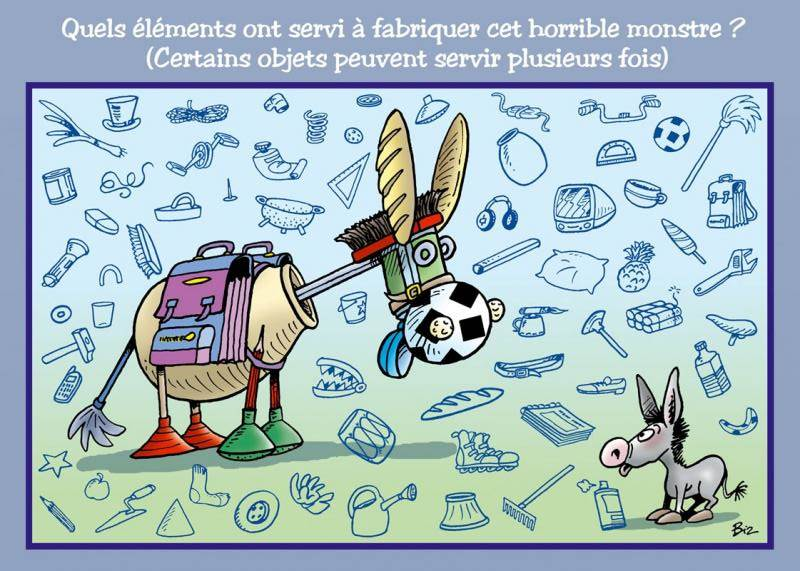 Quels éléments ont servi à fabriquer cet horrible monstre ?
(Certains objets peuvent servir plusieurs fois)
Biz